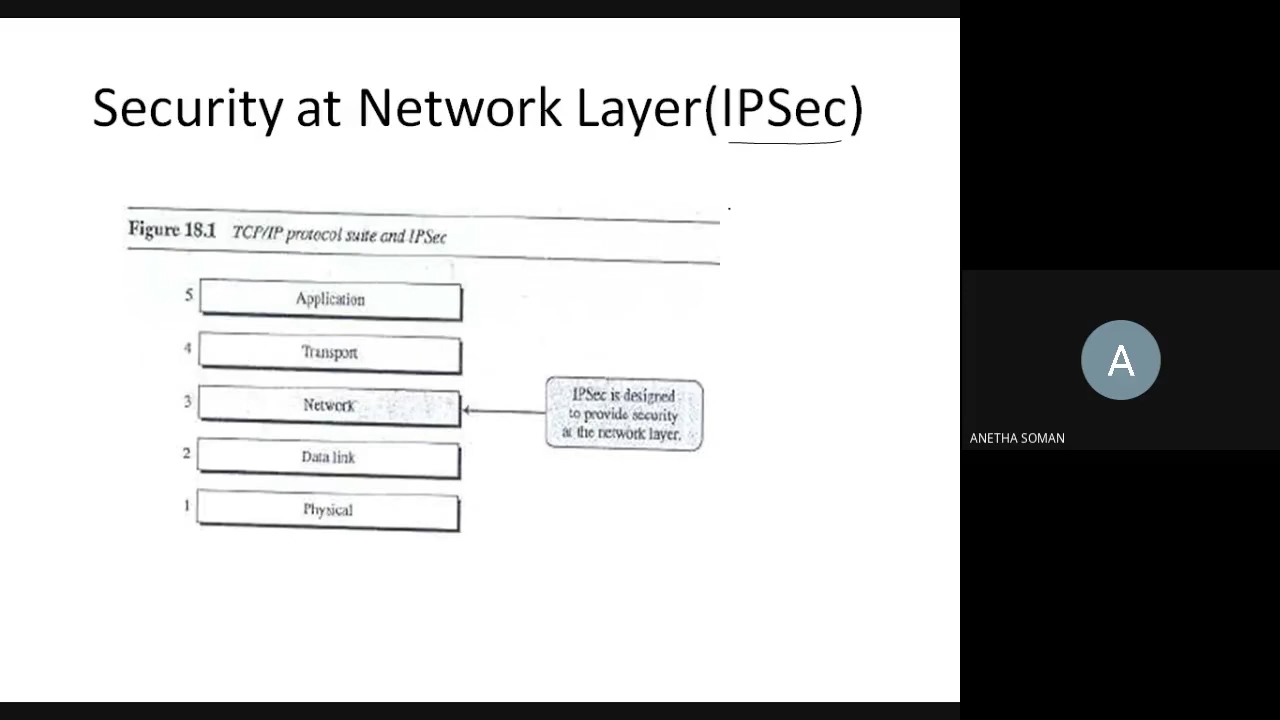 Security at Network Layer(IPSec)
Figure 18.1 TCP/IP protocol suite and IPSec
5 Application
4 Transport
3 Network
IPSec is designed
to provide security
at the network layer.
2 Data link
1 Physical
A
ANETHA SOMAN